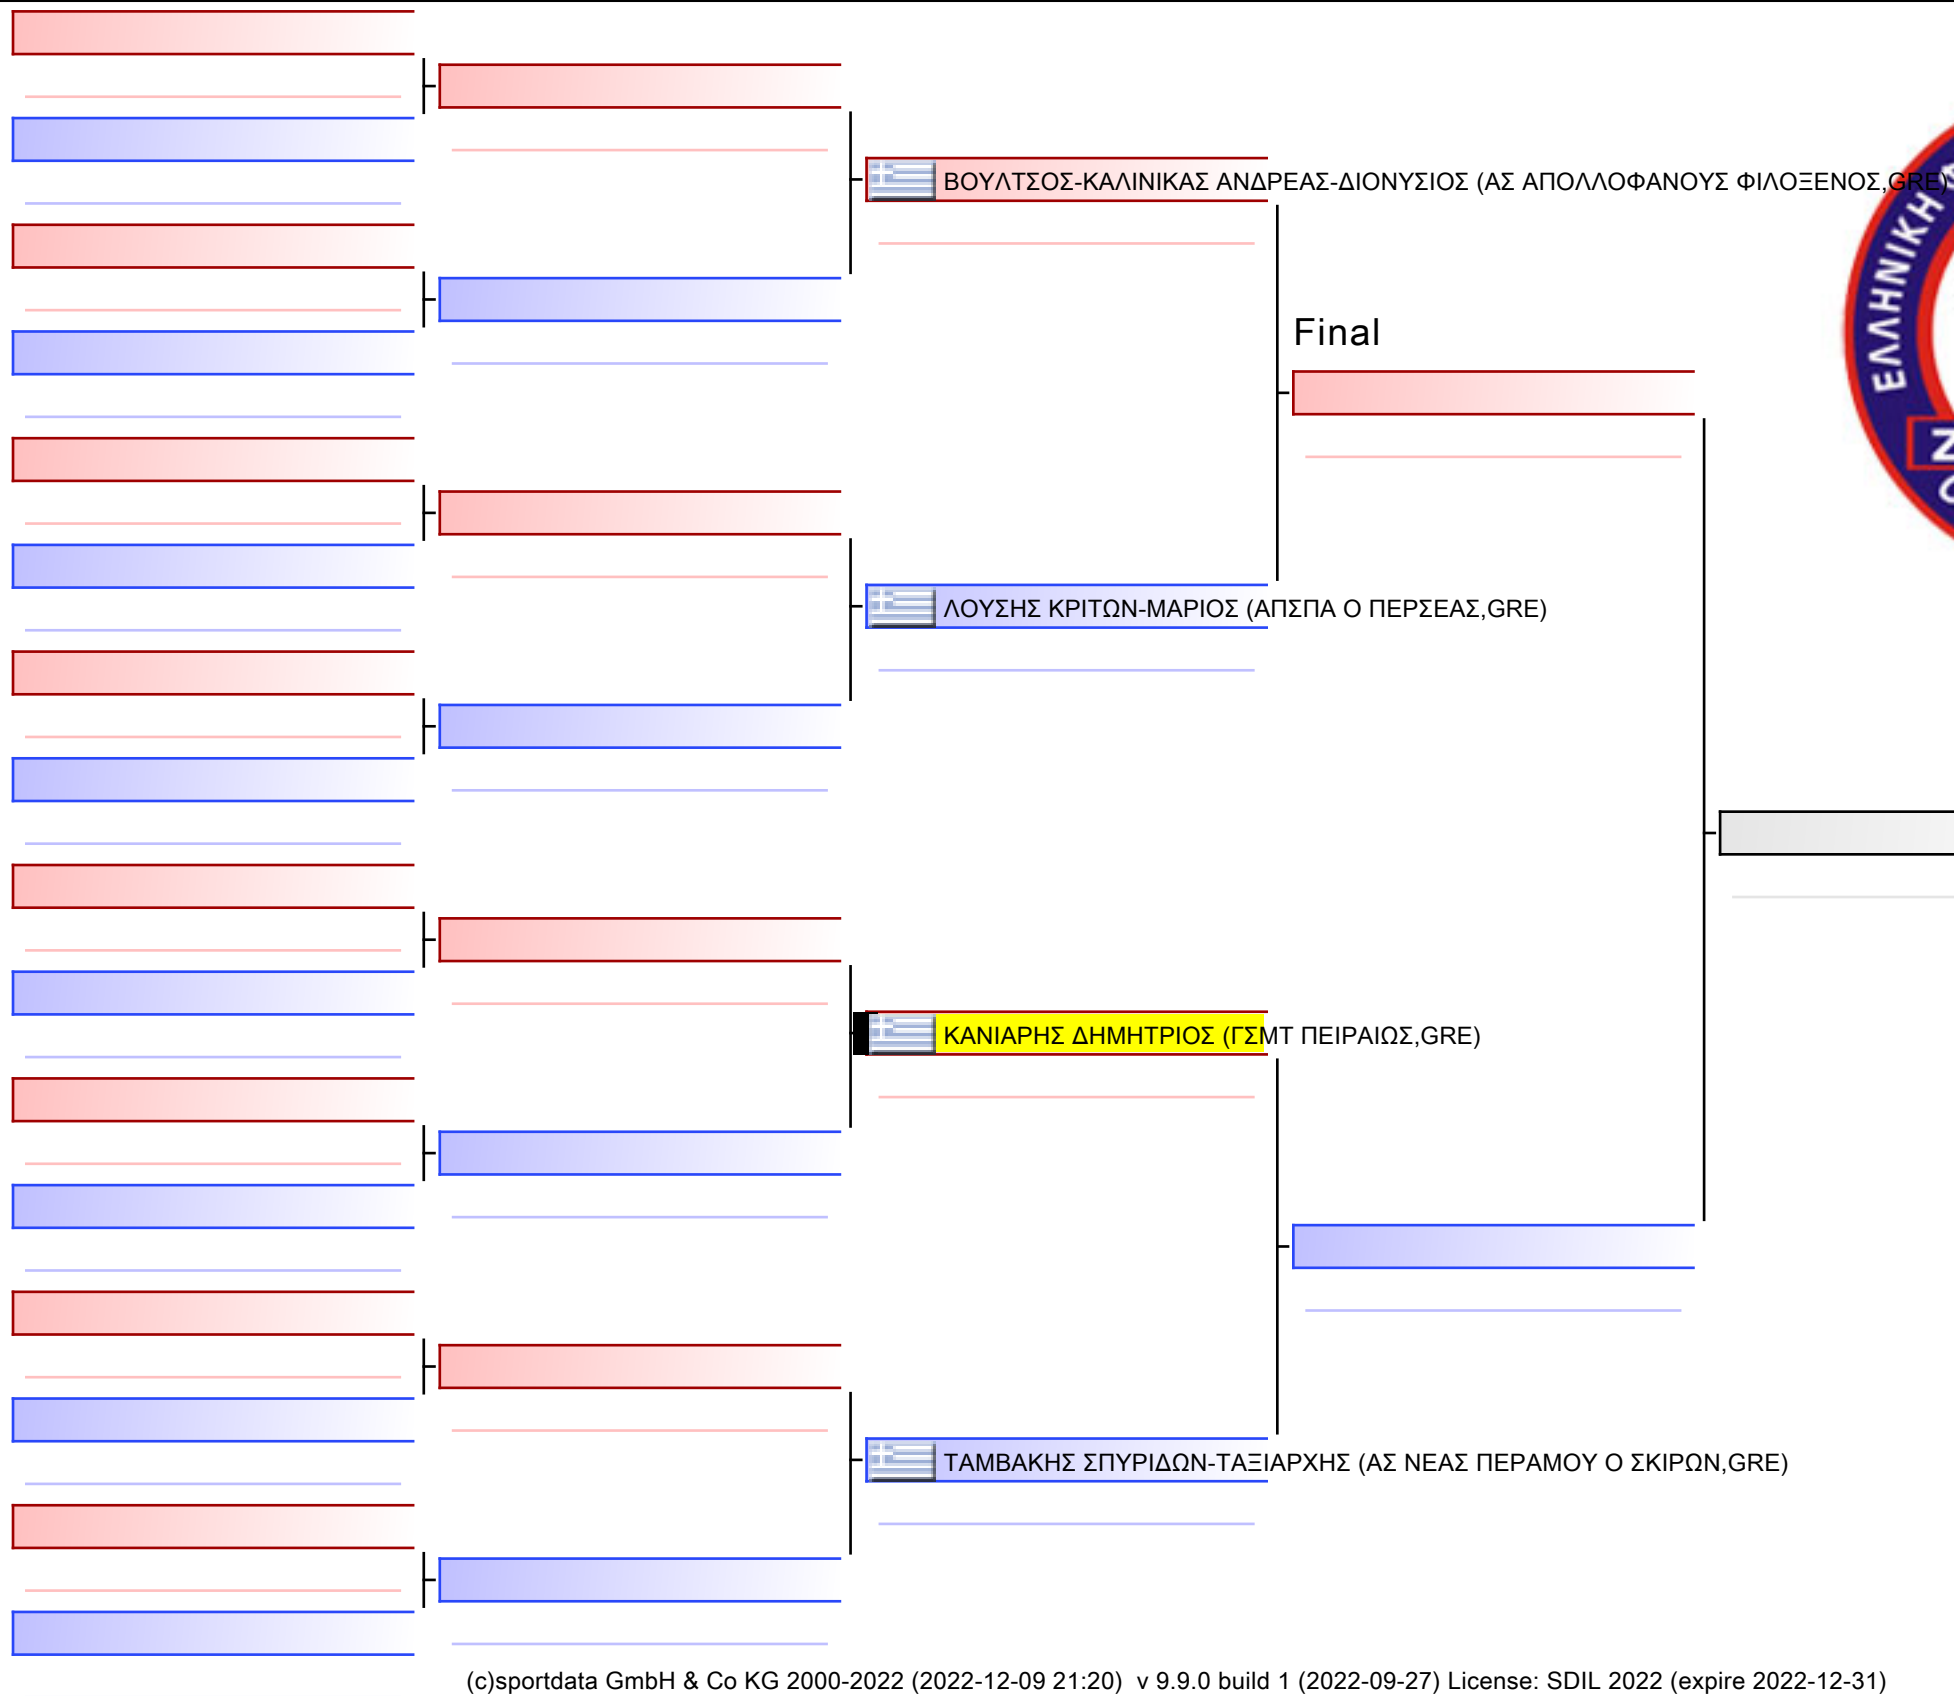 ΒΟΥΛΤΣΟΣ-ΚΑΛΙΝΙΚΑΣ ΑΝΔΡΕΑΣ-ΔΙΟΝΥΣΙΟΣ (ΑΣ ΑΠΟΛΛΟΦΑΝΟΥΣ ΦΙΛΟΞΕΝΟΣ,GRE)
ΕΛΛΗΝΙΚΗ
Final
ΛΟΥΣΗΣ ΚΡΙΤΩΝ-ΜΑΡΙΟΣ (ΑΠΣΠΑ Ο ΠΕΡΣΕΑΣ,GRE)
ΚΑΝΙΑΡΗΣ ΔΗΜΗΤΡΙΟΣ (ΓΣΜΤ ΠΕΙΡΑΙΩΣ,GRE)
ΤΑΜΒΑΚΗΣ ΣΠΥΡΙΔΩΝ-ΤΑΞΙΑΡΧΗΣ (ΑΣ ΝΕΑΣ ΠΕΡΑΜΟΥ Ο ΣΚΙΡΩΝ,GRE)
(c)sportdata GmbH & Co KG 2000-2022 (2022-12-09 21:20) v 9.9.0 build 1 (2022-09-27) License: SDIL 2022 (expire 2022-12-31)